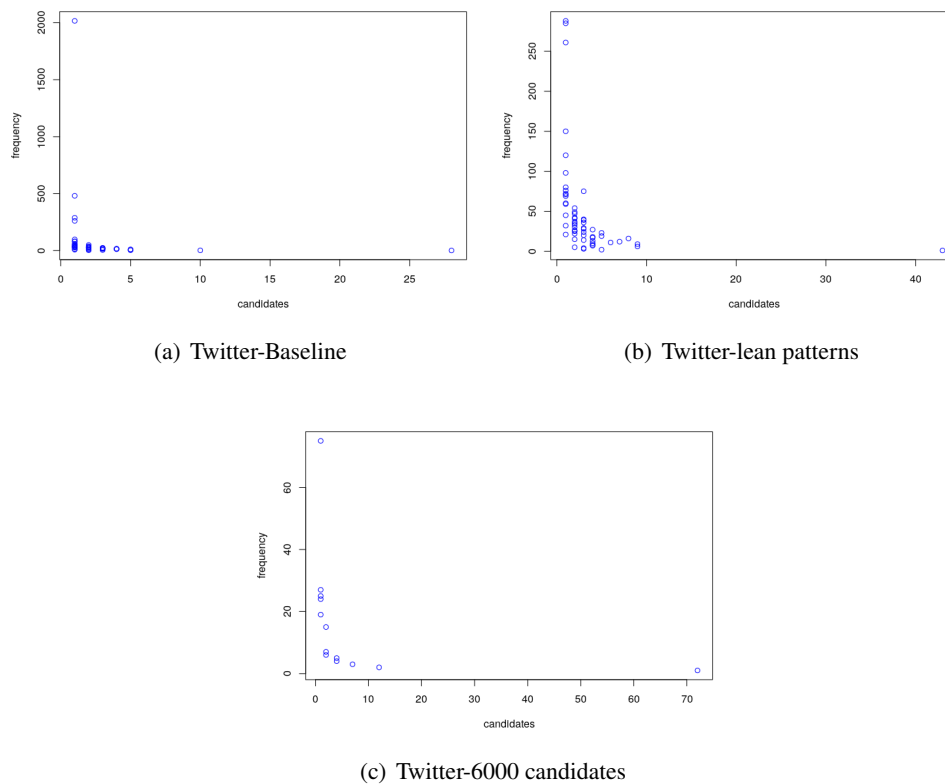 2000
1500
1000
500
0
frequency
0 5 10 15 20 25
candidates
(a) Twitter-Baseline
250
200
150
100
50
0
frequency
0 10 20 30 40
candidates
(b) Twitter-lean patterns
60
40
20
0
frequency
0 10 20 30 40 50 60 70
candidates
(c) Twitter-6000 candidates